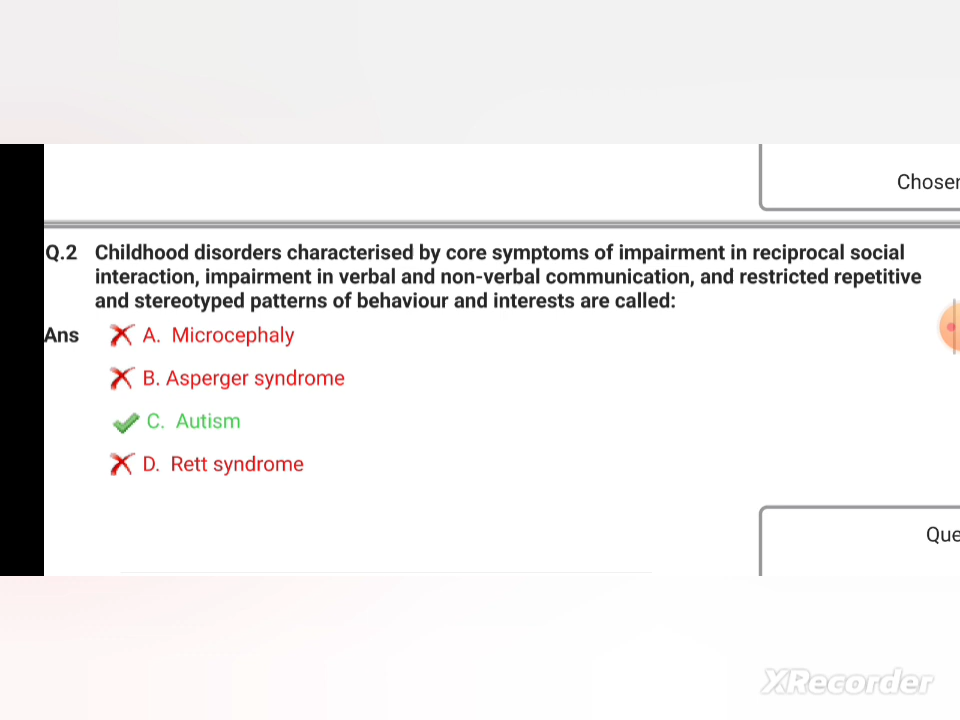 Chosen
Q.2 Childhood disorders characterised by core symptoms of impairment in reciprocal social
interaction, impairment in verbal and non-verbal communication, and restricted repetitive
and stereotyped patterns of behaviour and interests are called:
Ans A. Microcephaly
B. Asperger syndrome
C. Autism
D. Rett syndrome
Que
XRecorder